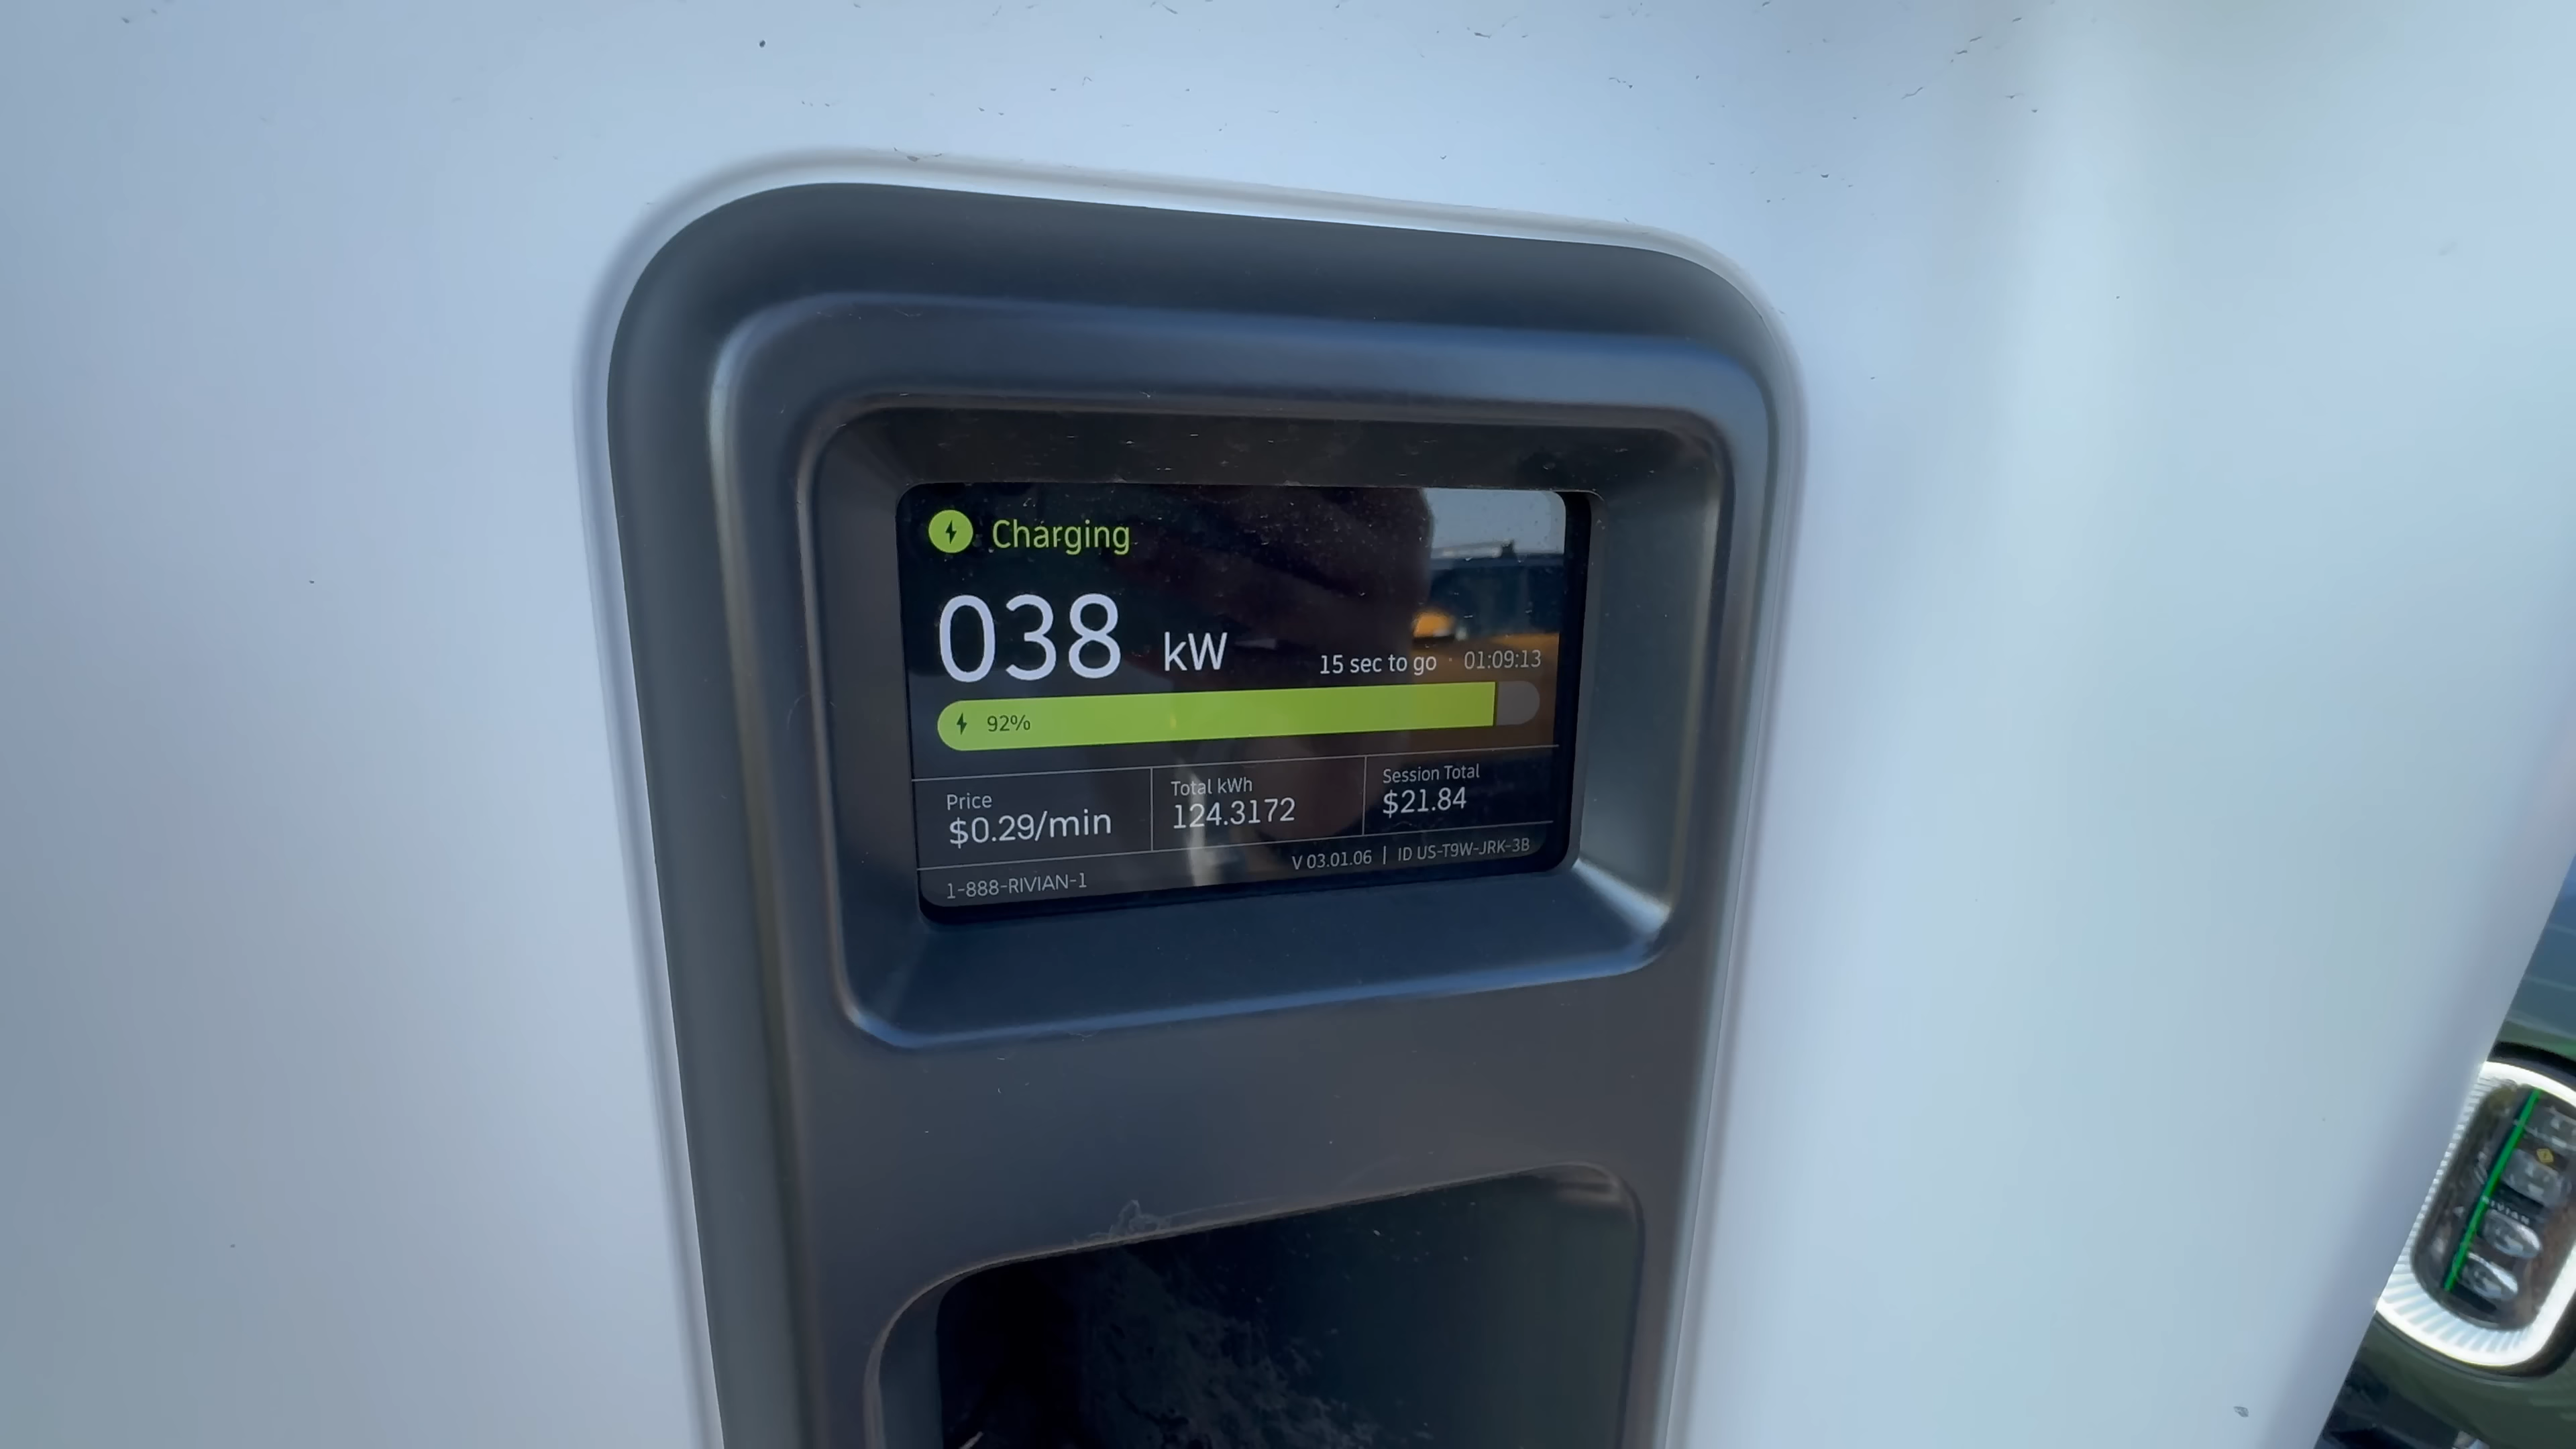 Charging
038 kW
15 sec to go · 01:09:13
92%
Price
$0.29/min
Total kWh
124.3172
Session Total
$21.84
1-888-RIVIAN-1
V 03.01.06 | ID US-T9W-JRK-3B
RIVIAN